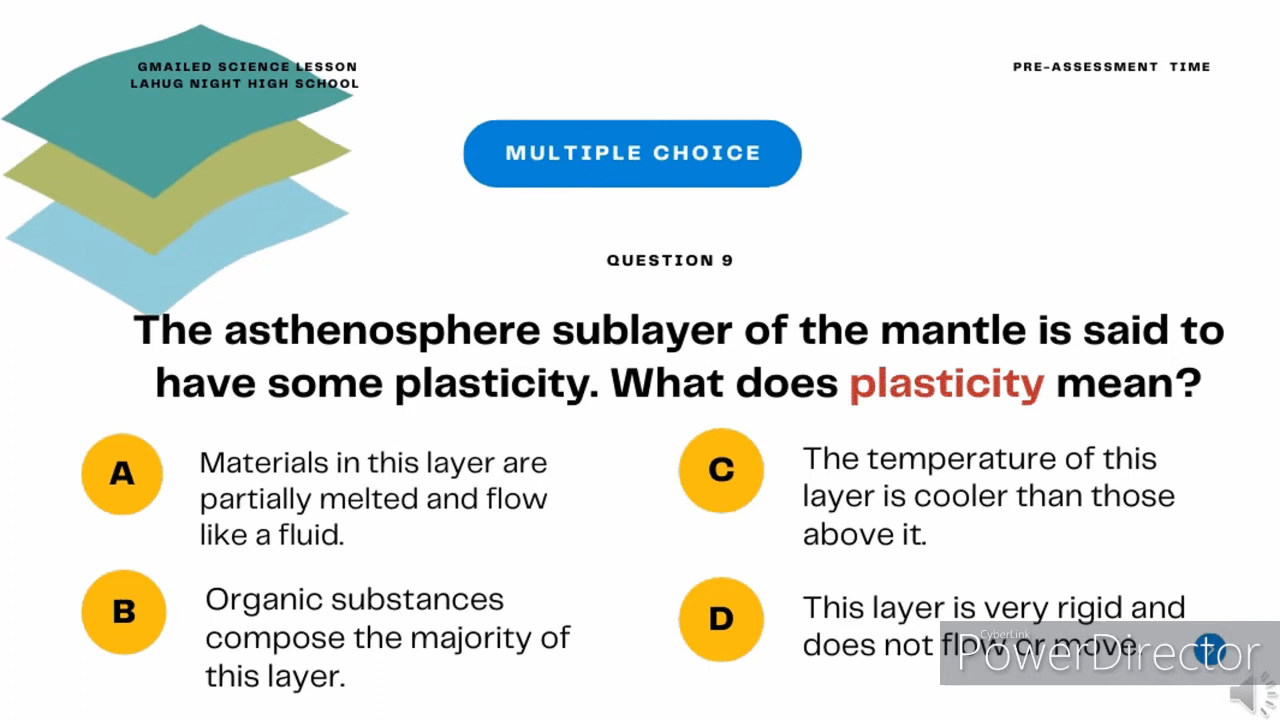 GMAILED SCIENCE LESSON
LAHUG NIGHT HIGH SCHOOL
PRE-ASSESSMENT TIME
MULTIPLE CHOICE
QUESTION 9
The asthenosphere sublayer of the mantle is said to
have some plasticity. What does plasticity mean?
A
Materials in this layer are
partially melted and flow
like a fluid.
B
Organic substances
compose the majority of
this layer.
C
The temperature of this
layer is cooler than those
above it.
D
This layer is very rigid and
does not flow or move.
CyberLink
PowerDirector